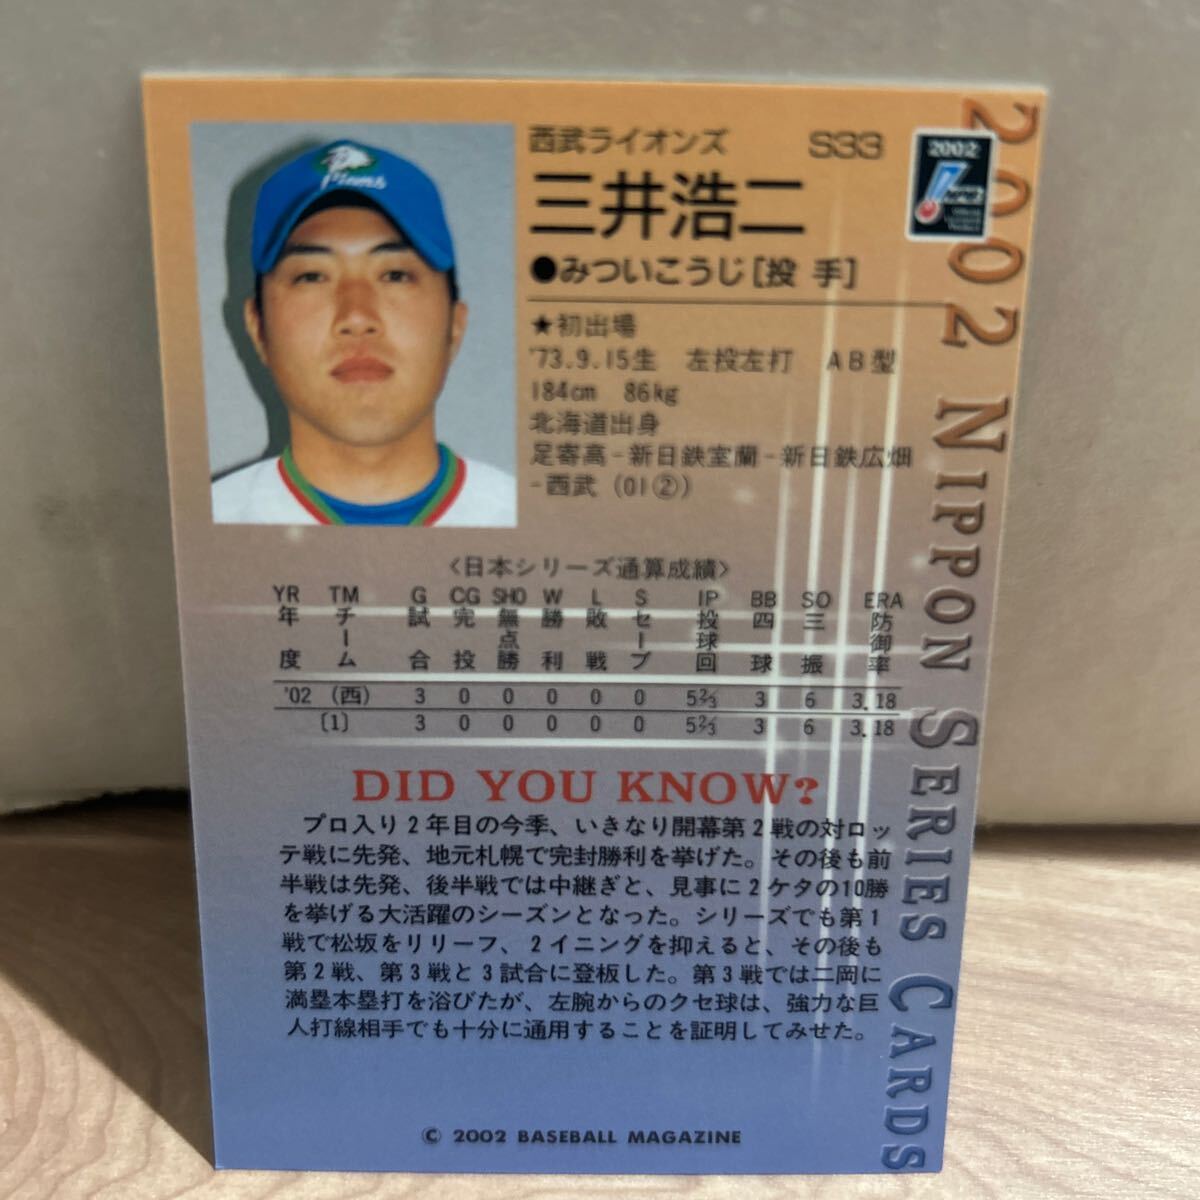 西武ライオンズ S33
三井浩二
●みついこうじ[投 手]
★初出場
'73.9.15生 左投左打 AB型
184cm 86kg
北海道出身
足寄高-新日鉄室蘭-新日鉄広畑
-西武 (01②)
2002
2002 NIPPON SERIES CARDS
Lions
〈日本シリーズ通算成績〉
YR TM G CG SHO W L S IP BB SO ERA
年度 チーム 試合 完投 無点勝 勝利 敗戦 セーブ 投球回 四球 三振 防御率
'02 (西) 3 0 0 0 0 0 5⅔ 3 6 3.18
〔1〕 3 0 0 0 0 0 5⅔ 3 6 3.18
DID YOU KNOW?
プロ入り2年目の今季、いきなり開幕第2戦の対ロッ
テ戦に先発、地元札幌で完封勝利を挙げた。その後も前
半戦は先発、後半戦では中継ぎと、見事に2ケタの10勝
を挙げる大活躍のシーズンとなった。シリーズでも第1
戦で松坂をリリーフ、2イニングを抑えると、その後も
第2戦、第3戦と3試合に登板した。第3戦では二岡に
満塁本塁打を浴びたが、左腕からのクセ球は、強力な巨
人打線相手でも十分に通用することを証明してみせた。
© 2002 BASEBALL MAGAZINE